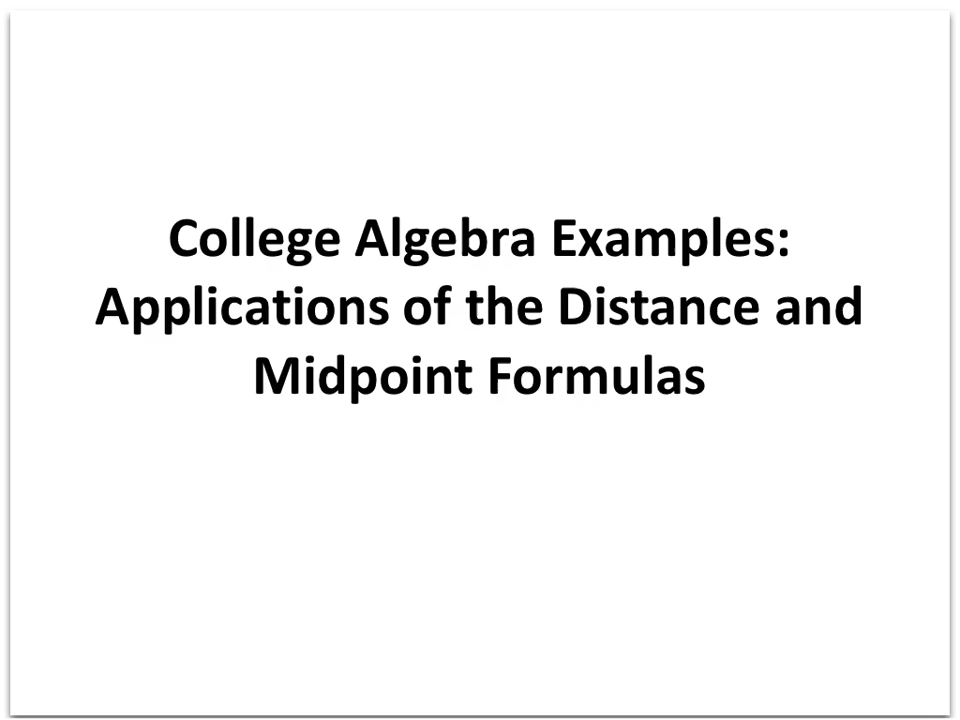 College Algebra Examples:
Applications of the Distance and
Midpoint Formulas